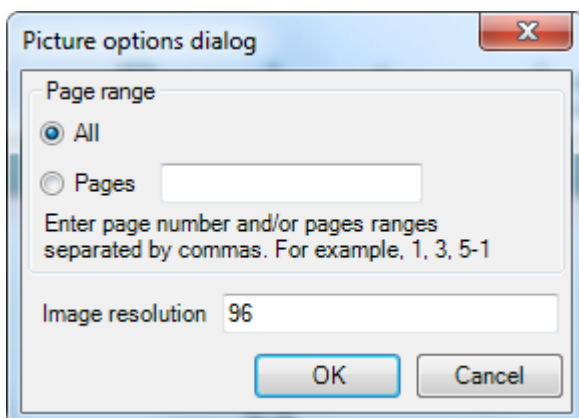 Picture options dialog
Page range
All
Pages
Enter page number and/or pages ranges
separated by commas. For example, 1, 3, 5-1
Image resolution 96
OK Cancel